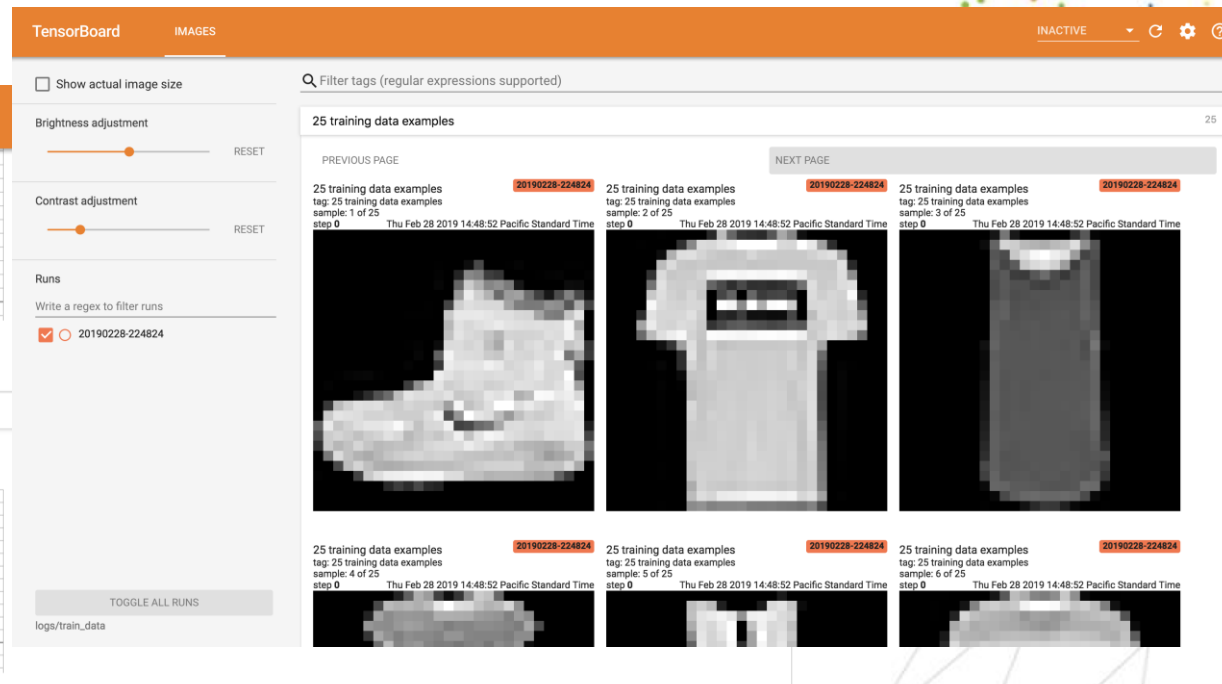 TensorBoard
IMAGES
INACTIVE
Show actual image size
Brightness adjustment
RESET
Contrast adjustment
RESET
Runs
Write a regex to filter runs
20190228-224824
TOGGLE ALL RUNS
logs/train_data
Filter tags (regular expressions supported)
25 training data examples
25
PREVIOUS PAGE
NEXT PAGE
25 training data examples
20190228-224824
tag: 25 training data examples
sample: 1 of 25
step 0 Thu Feb 28 2019 14:48:52 Pacific Standard Time
25 training data examples
20190228-224824
tag: 25 training data examples
sample: 2 of 25
step 0 Thu Feb 28 2019 14:48:52 Pacific Standard Time
25 training data examples
20190228-224824
tag: 25 training data examples
sample: 3 of 25
step 0 Thu Feb 28 2019 14:48:52 Pacific Standard Time
25 training data examples
20190228-224824
tag: 25 training data examples
sample: 4 of 25
step 0 Thu Feb 28 2019 14:48:52 Pacific Standard Time
25 training data examples
20190228-224824
tag: 25 training data examples
sample: 5 of 25
step 0 Thu Feb 28 2019 14:48:52 Pacific Standard Time
25 training data examples
20190228-224824
tag: 25 training data examples
sample: 6 of 25
step 0 Thu Feb 28 2019 14:48:52 Pacific Standard Time